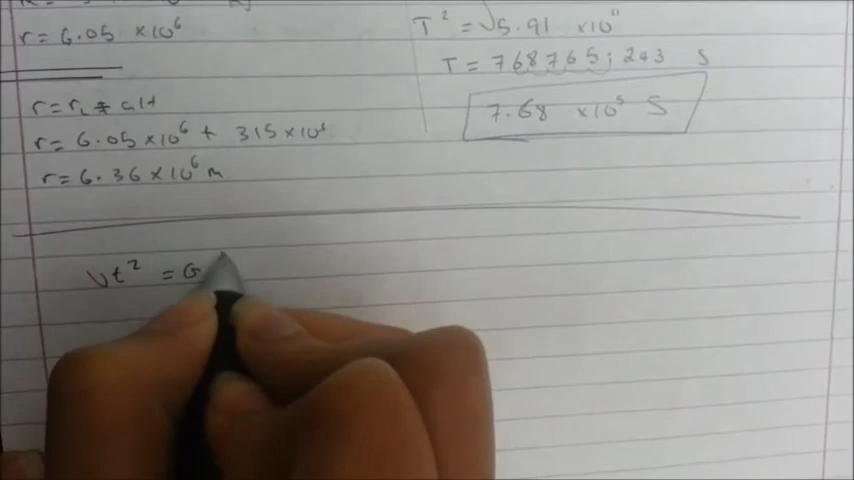 r = 6.05 × 10⁶
r = r₁ + alt
r = 6.05 × 10⁶ + 315 × 10³
r = 6.36 × 10⁶ m
T² = √5.91 × 10¹¹
T = 768765;243 s
7.68 × 10⁵ S
Vt² = G